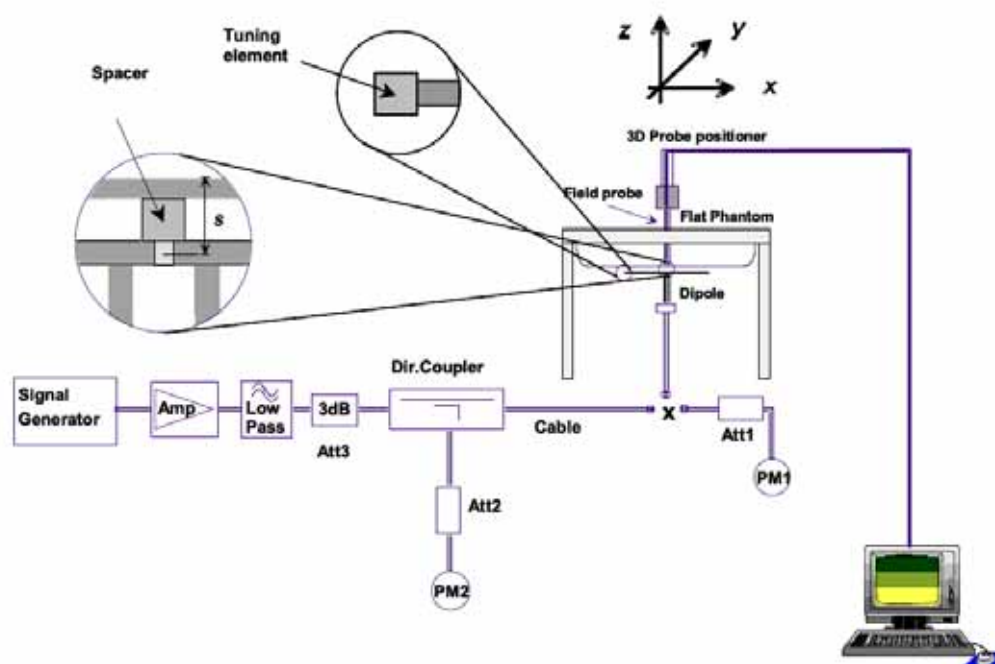 Tuning
element
Spacer
s
z
y
x
3D Probe positioner
Field probe
Flat Phantom
Dipole
Dir.Coupler
Signal
Generator
Amp
Low
Pass
3dB
Att3
Cable
x
Att1
PM1
Att2
PM2